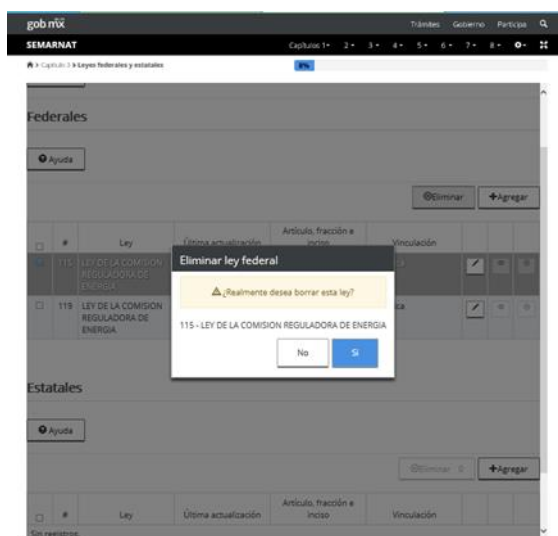 gob mx Trámites Gobierno Participa
SEMARNAT Capítulos 1 2 3 4 5 6 7 8
> Capítulo 3 > Leyes federales y estatales 8%
Federales
Ayuda
Eliminar +Agregar
# Ley Última actualización Artículo, fracción e inciso Vinculación
115 LEY DE LA COMISION
REGULADORA DE
ENERGIA
119 LEY DE LA COMISION
REGULADORA DE
ENERGIA
Eliminar ley federal
¿Realmente desea borrar esta ley?
115 - LEY DE LA COMISION REGULADORA DE ENERGIA
No Si
Estatales
Ayuda
Eliminar +Agregar
# Ley Última actualización Artículo, fracción e inciso Vinculación
Sin registros